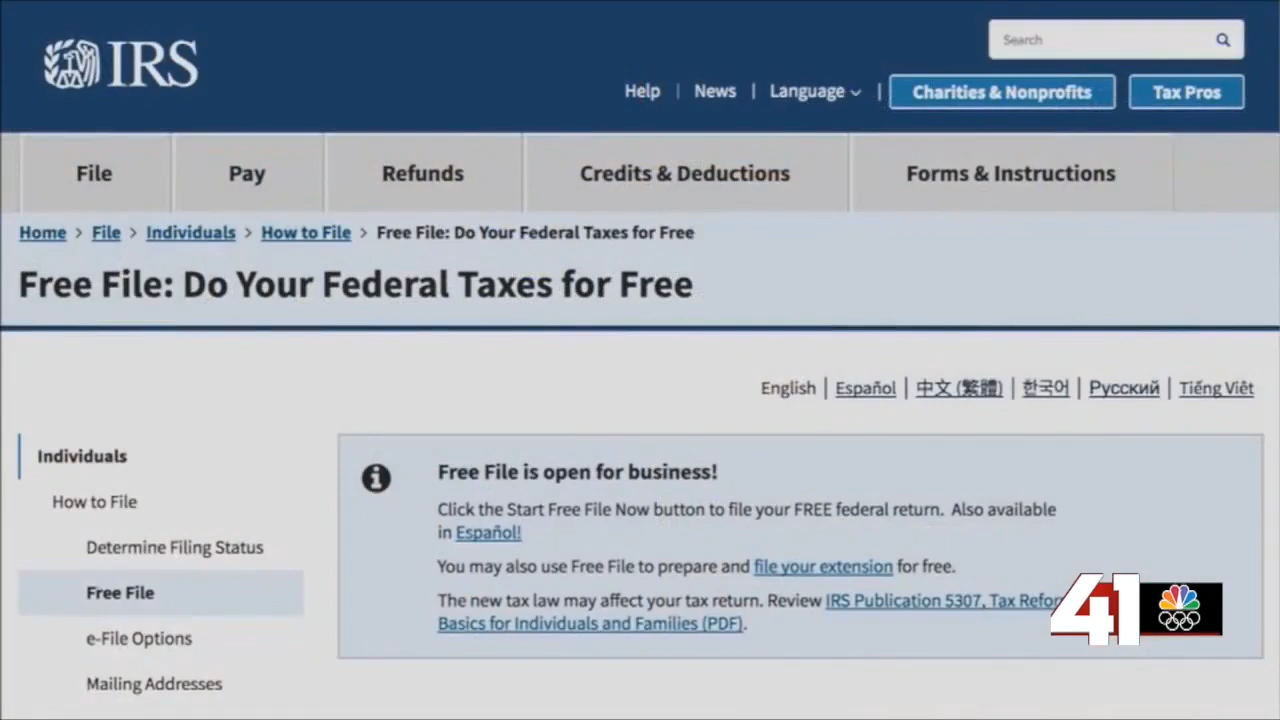 IRS
Search
Help | News | Language | Charities & Nonprofits Tax Pros
File Pay Refunds Credits & Deductions Forms & Instructions
Home > File > Individuals > How to File > Free File: Do Your Federal Taxes for Free
Free File: Do Your Federal Taxes for Free
English | Español | 中文 (繁體) | 한국어 | Русский | Tiếng Việt
Individuals
How to File
Determine Filing Status
Free File
e-File Options
Mailing Addresses
Free File is open for business!
Click the Start Free File Now button to file your FREE federal return. Also available
in Español!
You may also use Free File to prepare and file your extension for free.
The new tax law may affect your tax return. Review IRS Publication 5307, Tax
Basics for Individuals and Families (PDF).
41